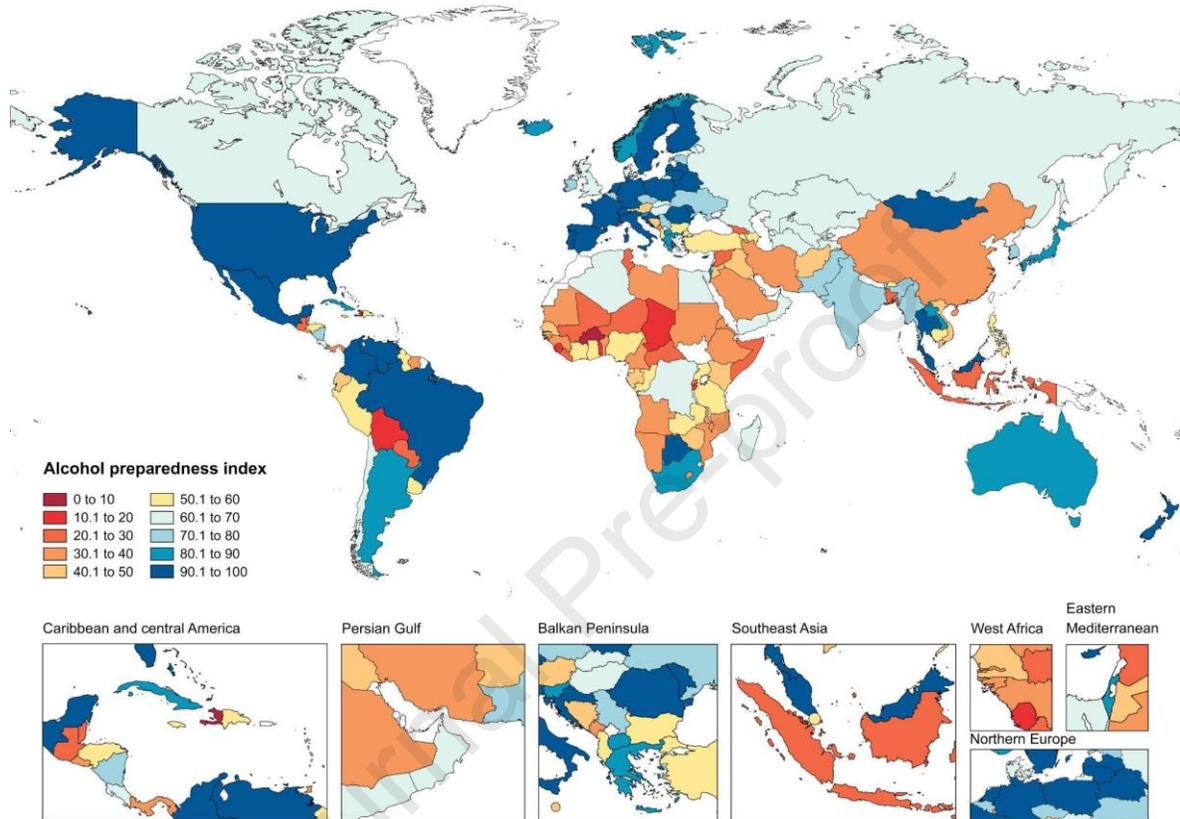 Alcohol preparedness index
0 to 10
10.1 to 20
20.1 to 30
30.1 to 40
40.1 to 50
50.1 to 60
60.1 to 70
70.1 to 80
80.1 to 90
90.1 to 100
Caribbean and central America
Persian Gulf
Balkan Peninsula
Southeast Asia
West Africa
Eastern
Mediterranean
Northern Europe
Journal Pre-proof